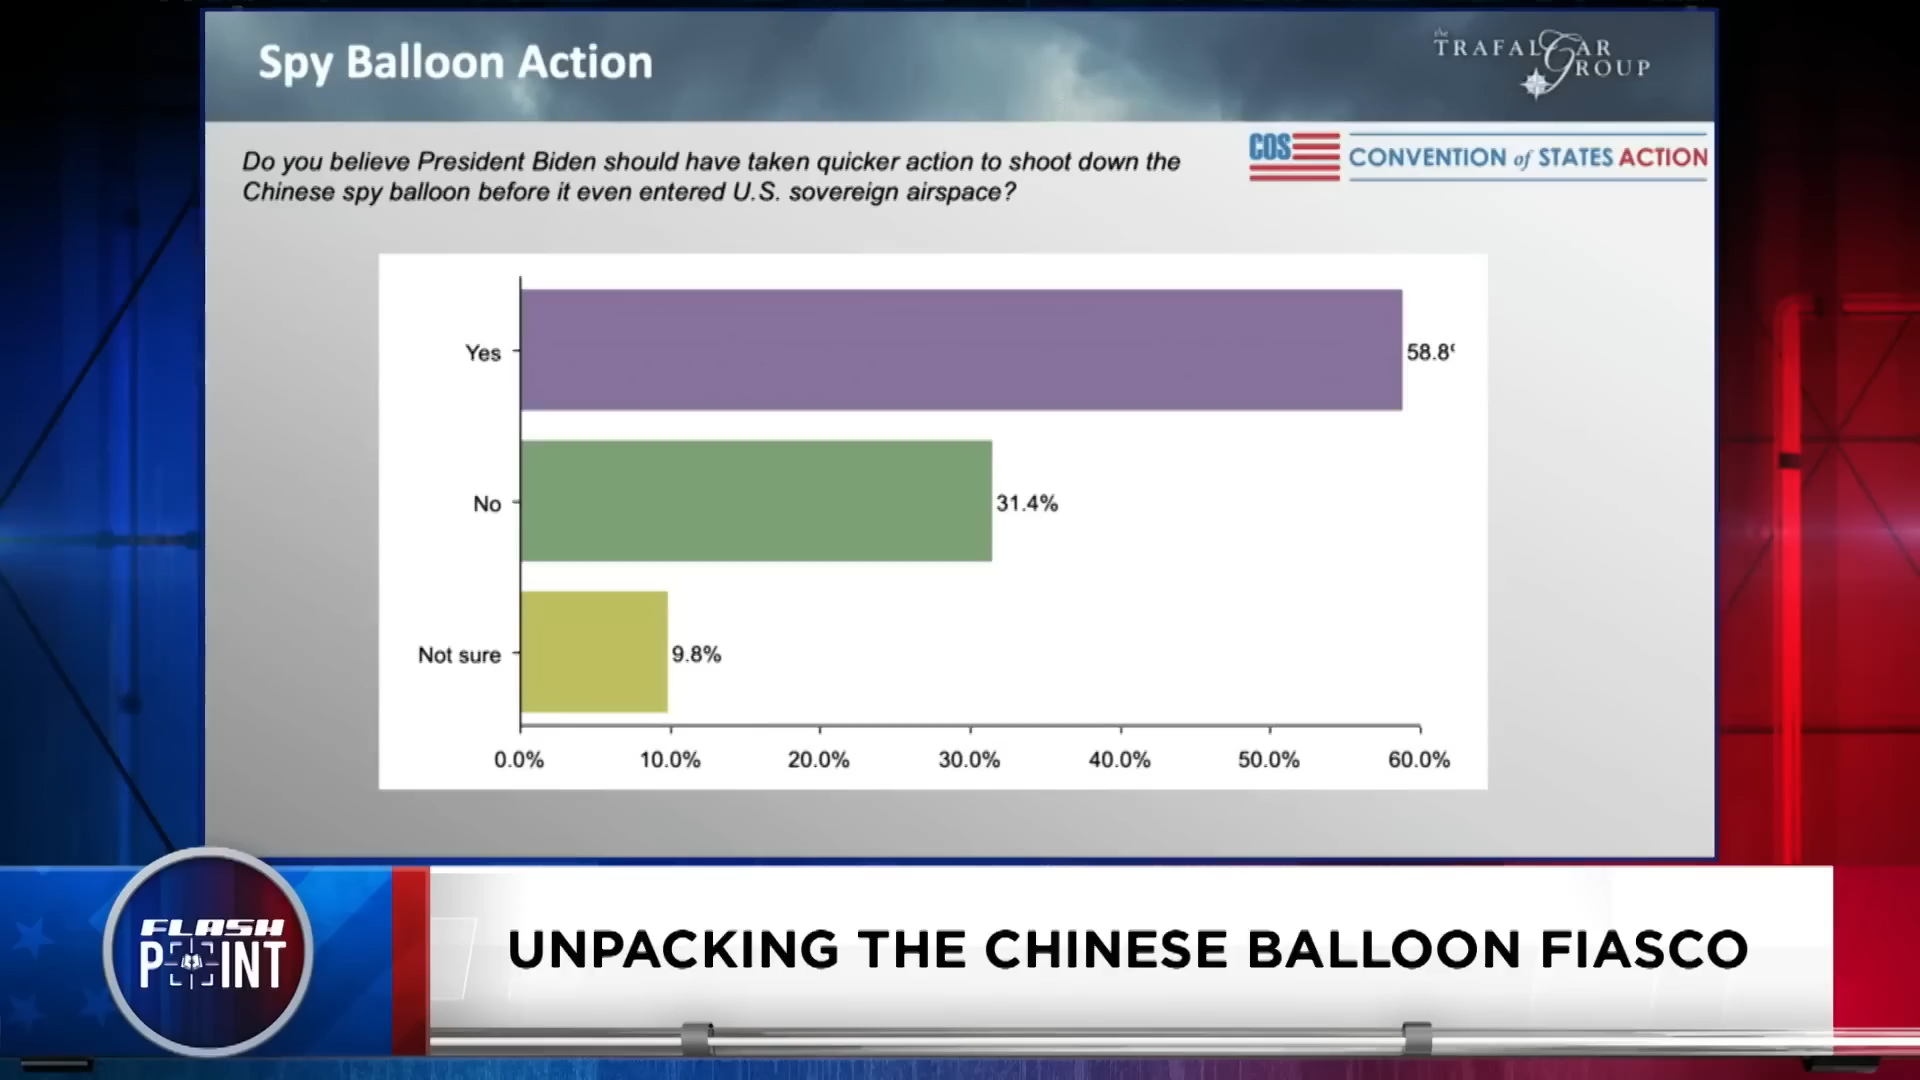 Spy Balloon Action
the
TRAFALGAR
GROUP
Do you believe President Biden should have taken quicker action to shoot down the
Chinese spy balloon before it even entered U.S. sovereign airspace?
COS
CONVENTION of STATES ACTION
Yes
58.8
No
31.4%
Not sure
9.8%
0.0%
10.0%
20.0%
30.0%
40.0%
50.0%
60.0%
FLASH
POINT
UNPACKING THE CHINESE BALLOON FIASCO